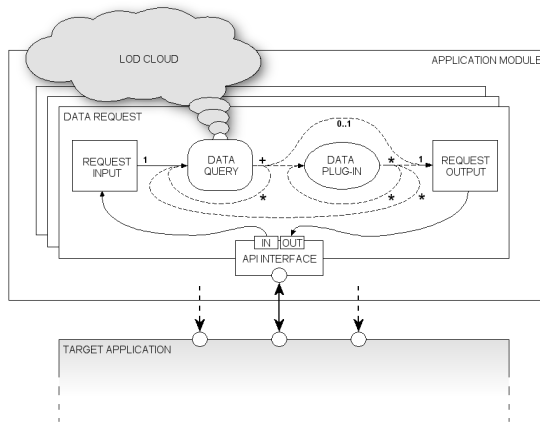 LOD CLOUD
APPLICATION MODULE
DATA REQUEST
0..1
REQUEST
INPUT
1
DATA
QUERY
+
DATA
PLUG-IN
*
1
REQUEST
OUTPUT
*
*
*
IN
OUT
API INTERFACE
TARGET APPLICATION